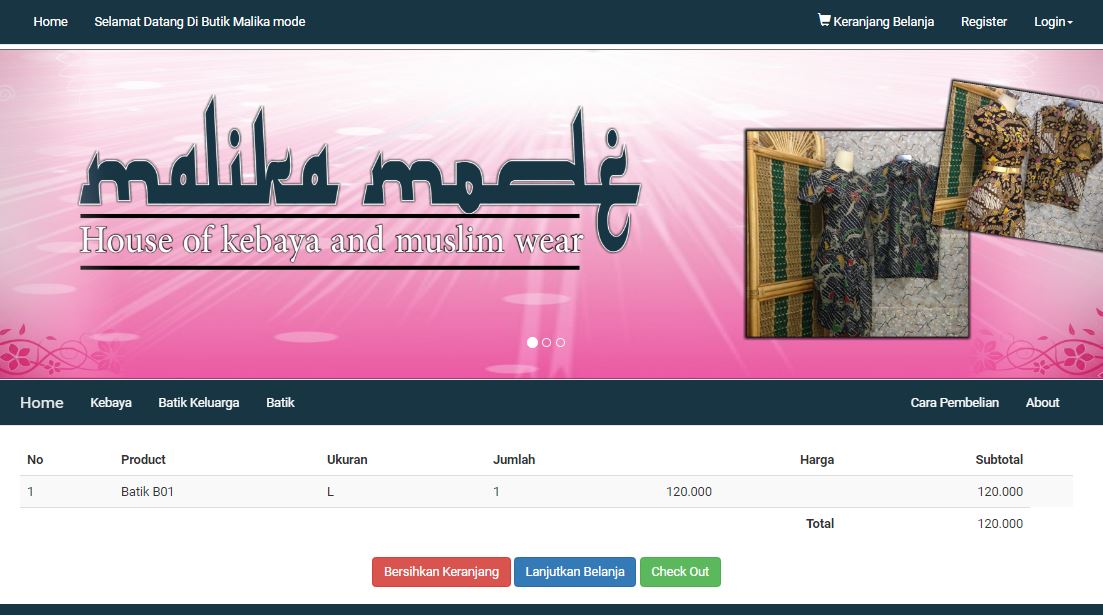 Home Selamat Datang Di Butik Malika mode Keranjang Belanja Register Login
malika mode
House of kebaya and muslim wear
Home Kebaya Batik Keluarga Batik Cara Pembelian About
No Product Ukuran Jumlah Harga Subtotal
1 Batik B01 L 1 120.000 120.000
Total 120.000
Bersihkan Keranjang Lanjutkan Belanja Check Out